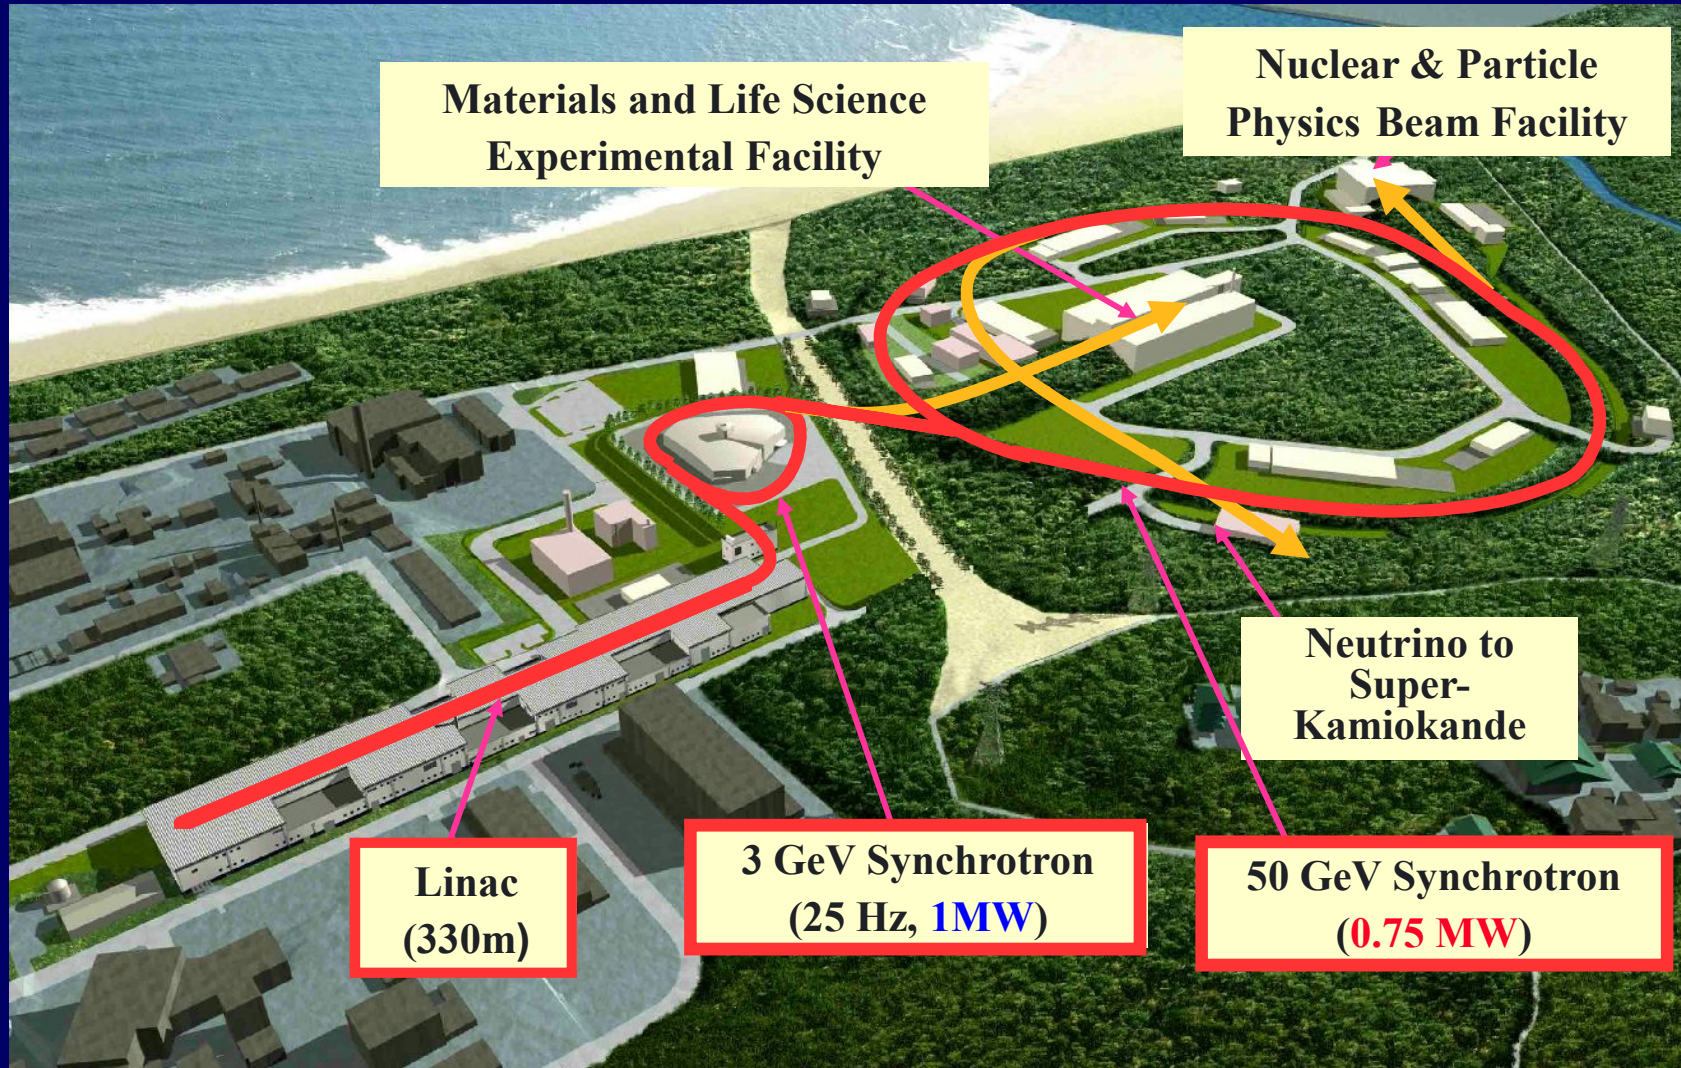 Materials and Life Science
Experimental Facility
Nuclear & Particle
Physics Beam Facility
Neutrino to
Super-
Kamiokande
Linac
(330m)
3 GeV Synchrotron
(25 Hz, 1MW)
50 GeV Synchrotron
(0.75 MW)